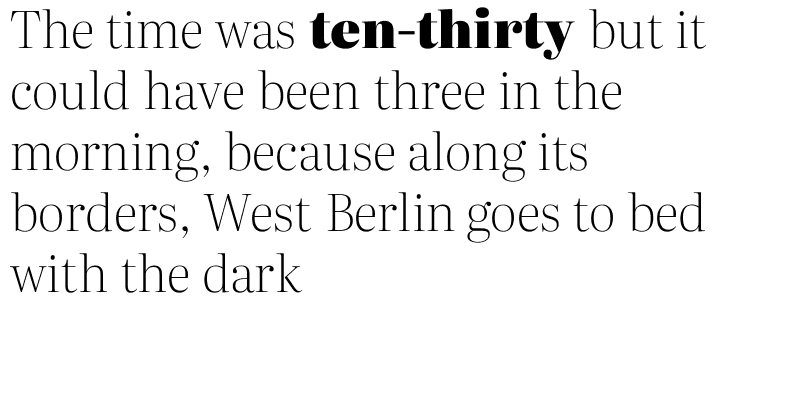 The time was ten-thirty but it
could have been three in the
morning, because along its
borders, West Berlin goes to bed
with the dark